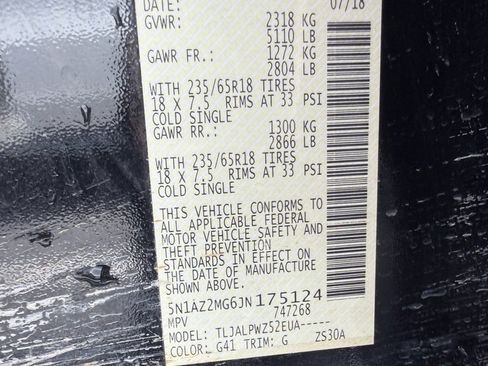 DATE: 07/18
GVWR: 2318 KG
5110 LB
GAWR FR.: 1272 KG
2804 LB
WITH 235/65R18 TIRES
18 X 7.5 RIMS AT 33 PSI
COLD SINGLE
GAWR RR.: 1300 KG
2866 LB
WITH 235/65R18 TIRES
18 X 7.5 RIMS AT 33 PSI
COLD SINGLE
THIS VEHICLE CONFORMS TO
ALL APPLICABLE FEDERAL
MOTOR VEHICLE SAFETY AND
THEFT PREVENTION
STANDARDS IN EFFECT ON
THE DATE OF MANUFACTURE
SHOWN ABOVE.
5N1AZ2MG6JN175124
MPV 747268
MODEL: TLJALPWZ52EUA-----
COLOR: G41 TRIM: G ZS30A